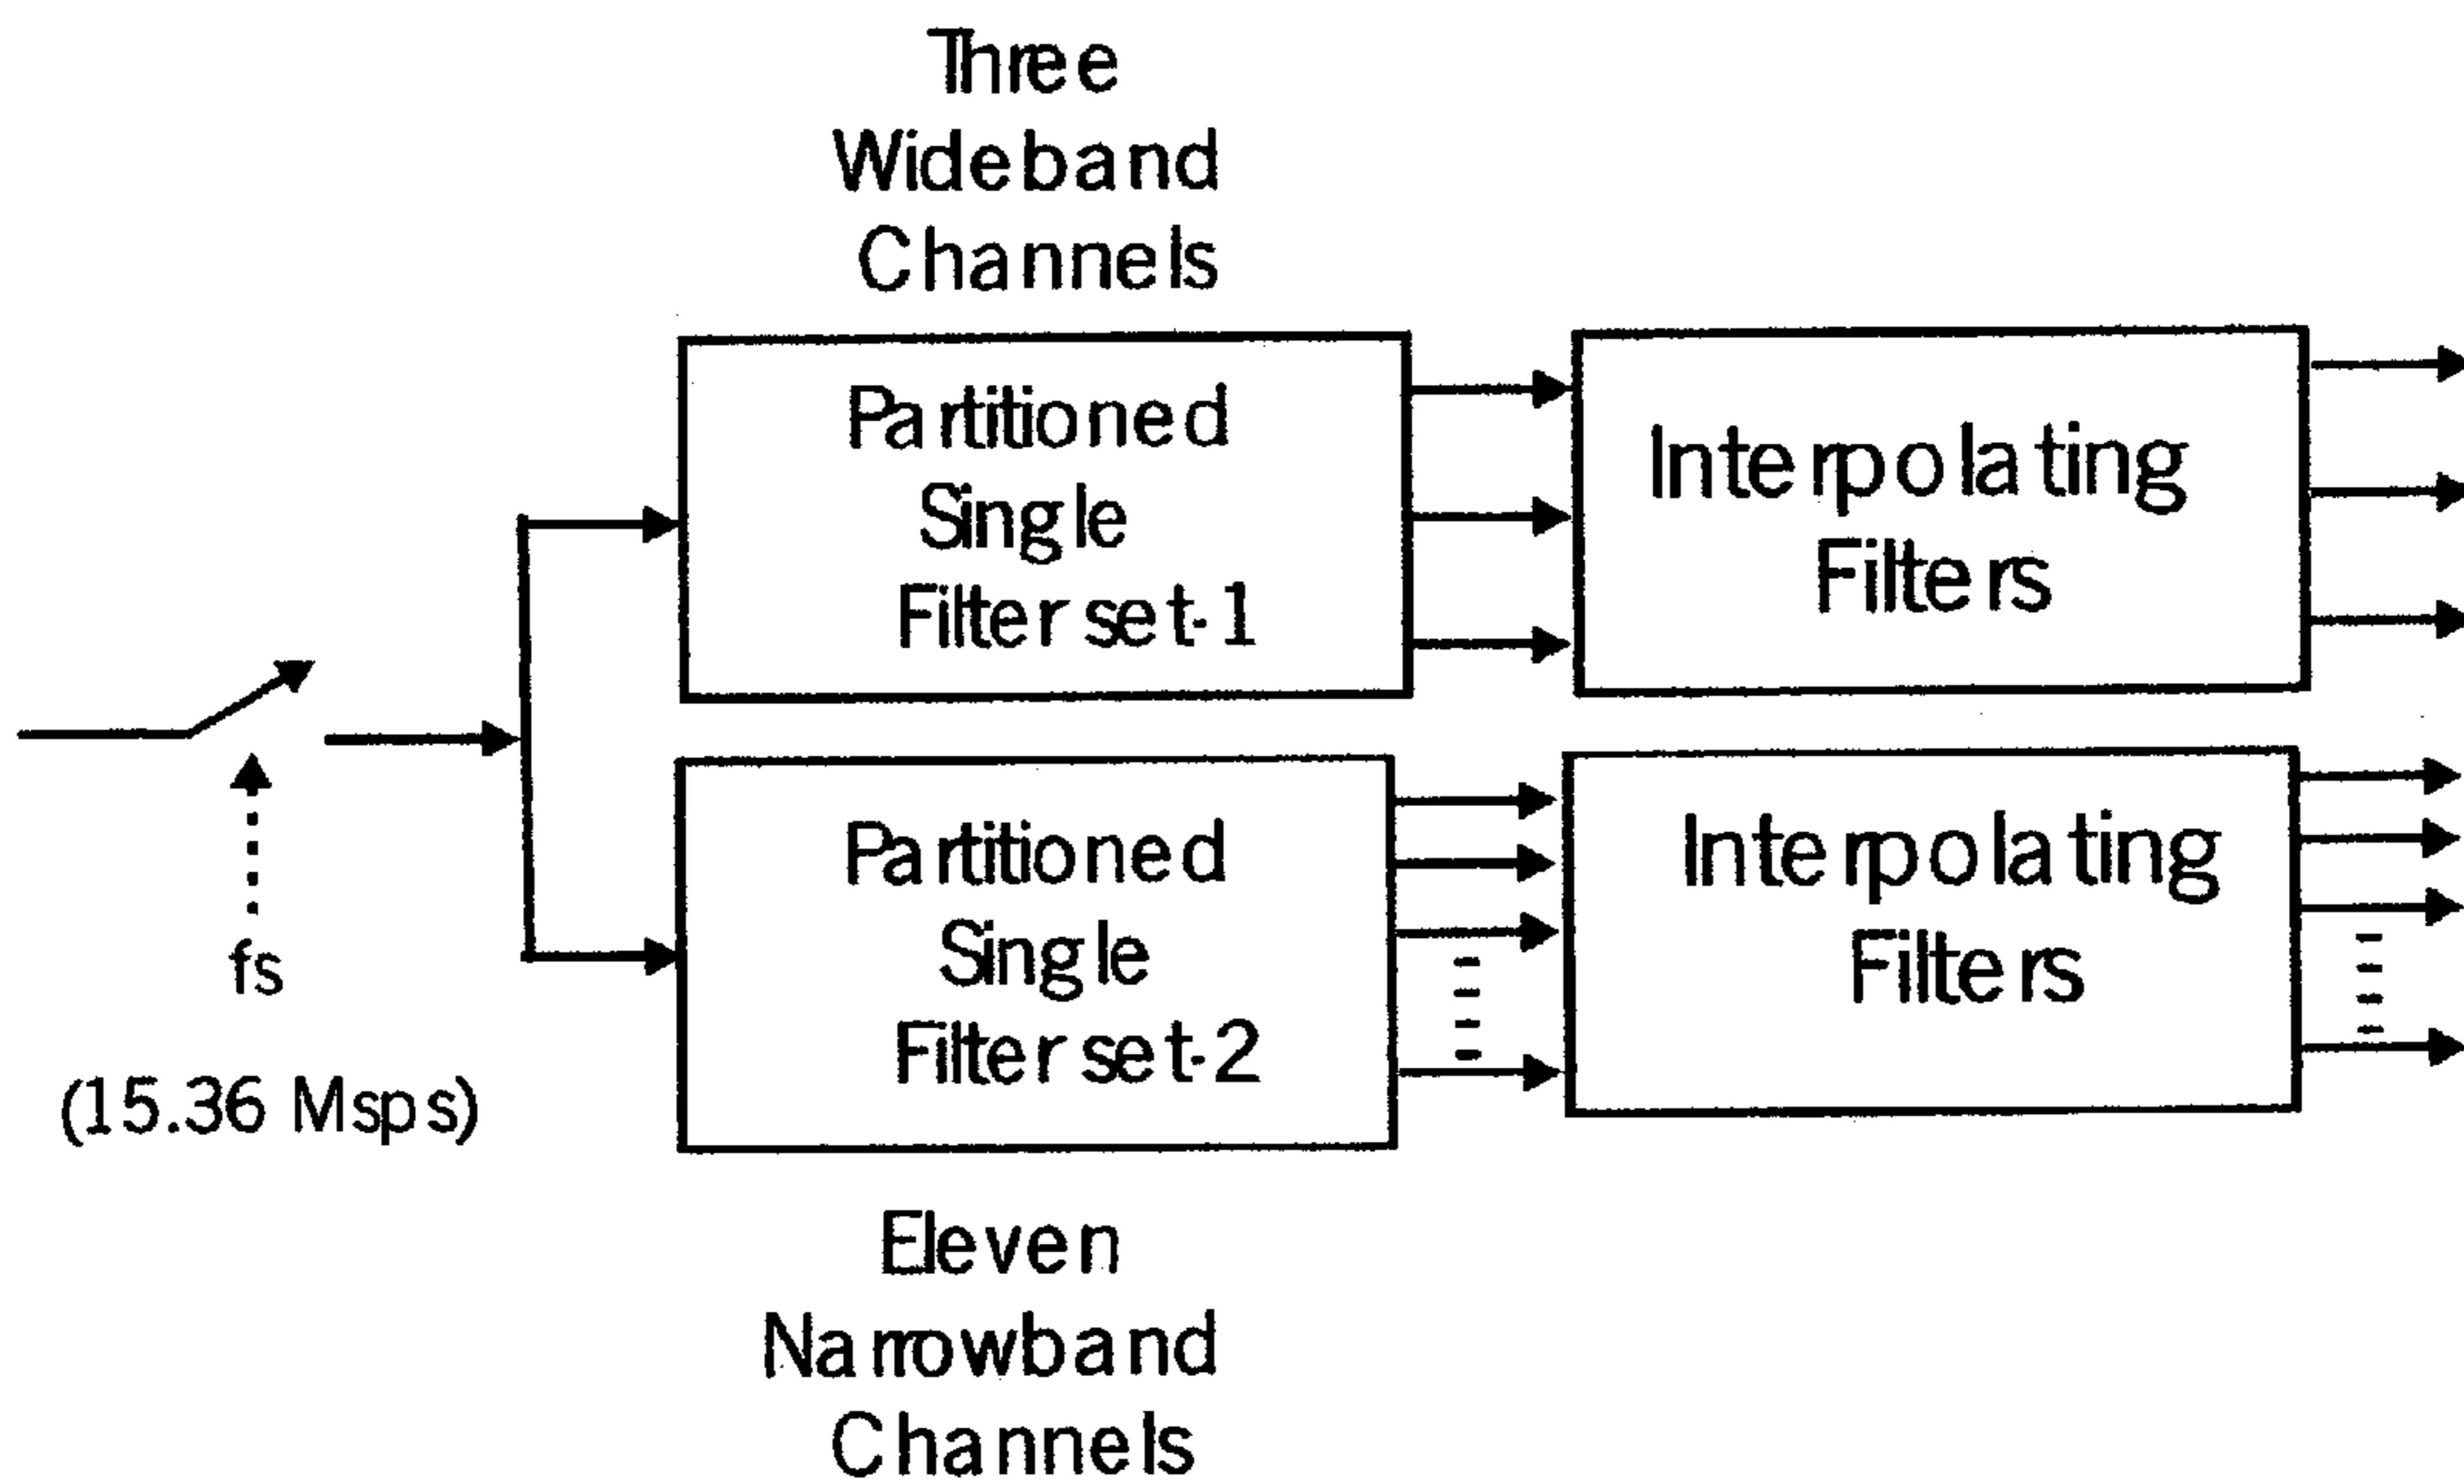 Three
Wideband
Channels
Partitioned
Single
Filter set-1
Interpolating
Filters
fs
(15.36 Msps)
Partitioned
Single
Filter set-2
Interpolating
Filters
Eleven
Narrowband
Channels